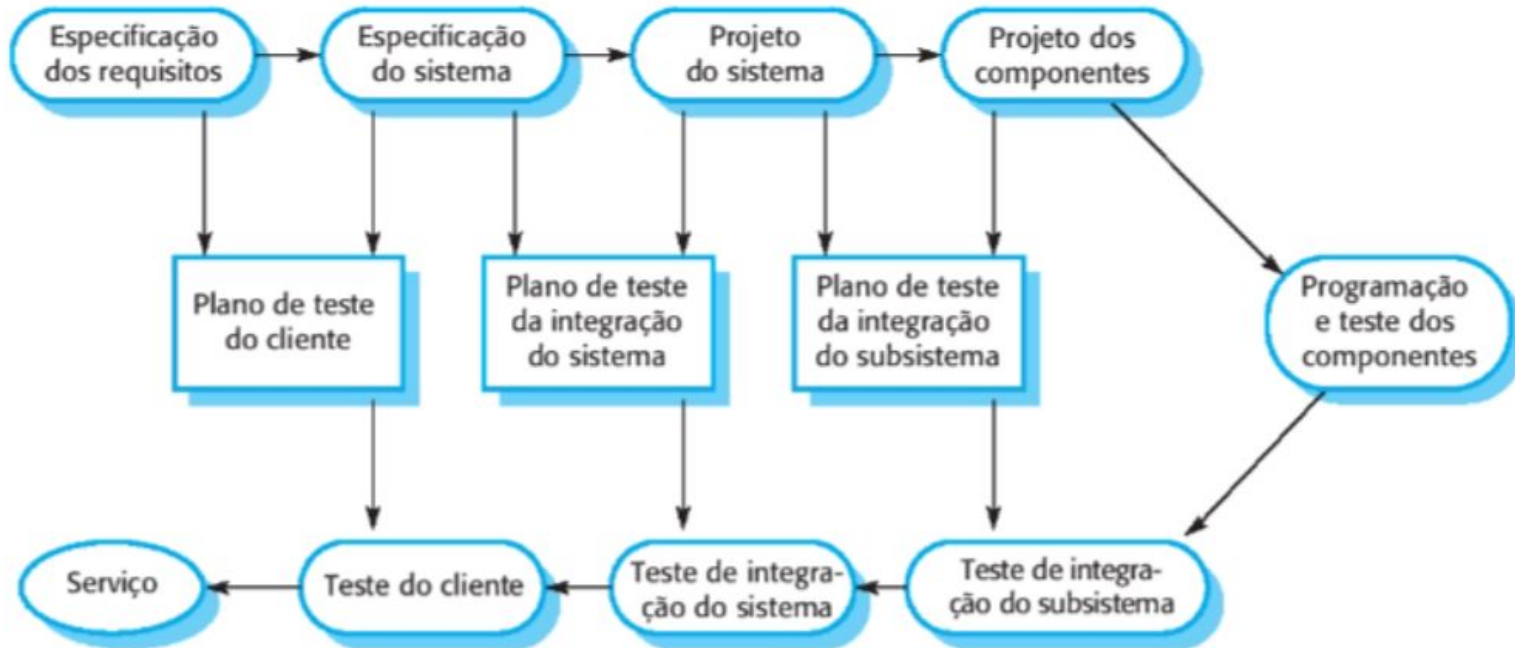 Especificação
dos requisitos
Especificação
do sistema
Projeto
do sistema
Projeto dos
componentes
Plano de teste
do cliente
Plano de teste
da integração
do sistema
Plano de teste
da integração
do subsistema
Programação
e teste dos
componentes
Serviço
Teste do cliente
Teste de integra-
ção do sistema
Teste de integra-
ção do subsistema